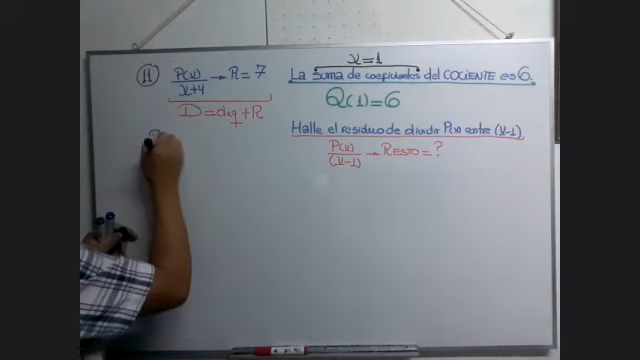 11 P(x)/x+4 → R = 7
D = d·q + R
x = 1
La suma de coeficientes del COCIENTE es 6.
Q(1) = 6
Halle el residuo de dividir P(x) entre (x-1)
P(x)/(x-1) → RESTO = ?